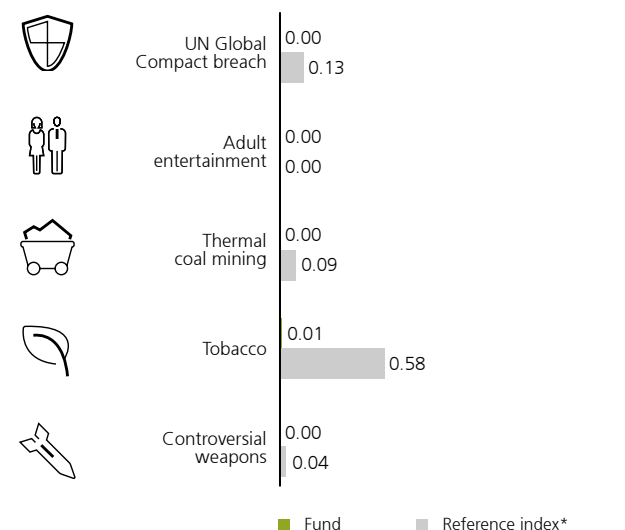 UN Global
Compact breach
0.00
0.13
Adult
entertainment
0.00
0.00
Thermal
coal mining
0.00
0.09
Tobacco
0.01
0.58
Controversial
weapons
0.00
0.04
Fund
Reference index*